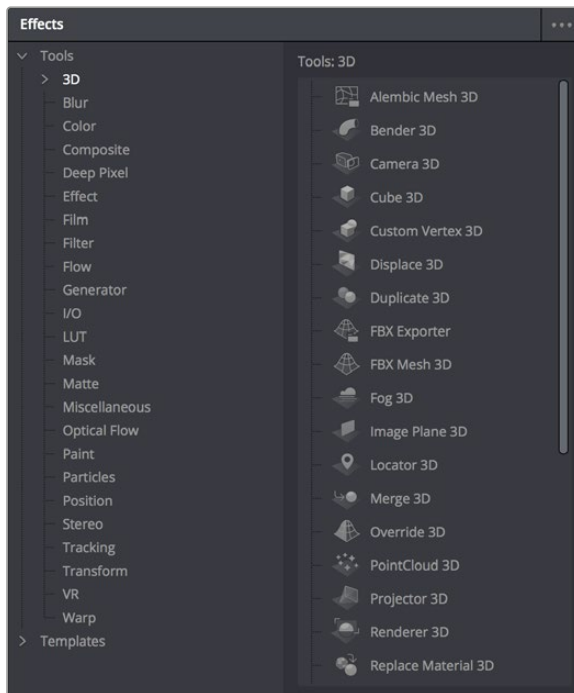 Effects
Tools
3D
Blur
Color
Composite
Deep Pixel
Effect
Film
Filter
Flow
Generator
I/O
LUT
Mask
Matte
Miscellaneous
Optical Flow
Paint
Particles
Position
Stereo
Tracking
Transform
VR
Warp
Templates
Tools: 3D
Alembic Mesh 3D
Bender 3D
Camera 3D
Cube 3D
Custom Vertex 3D
Displace 3D
Duplicate 3D
FBX Exporter
FBX Mesh 3D
Fog 3D
Image Plane 3D
Locator 3D
Merge 3D
Override 3D
PointCloud 3D
Projector 3D
Renderer 3D
Replace Material 3D